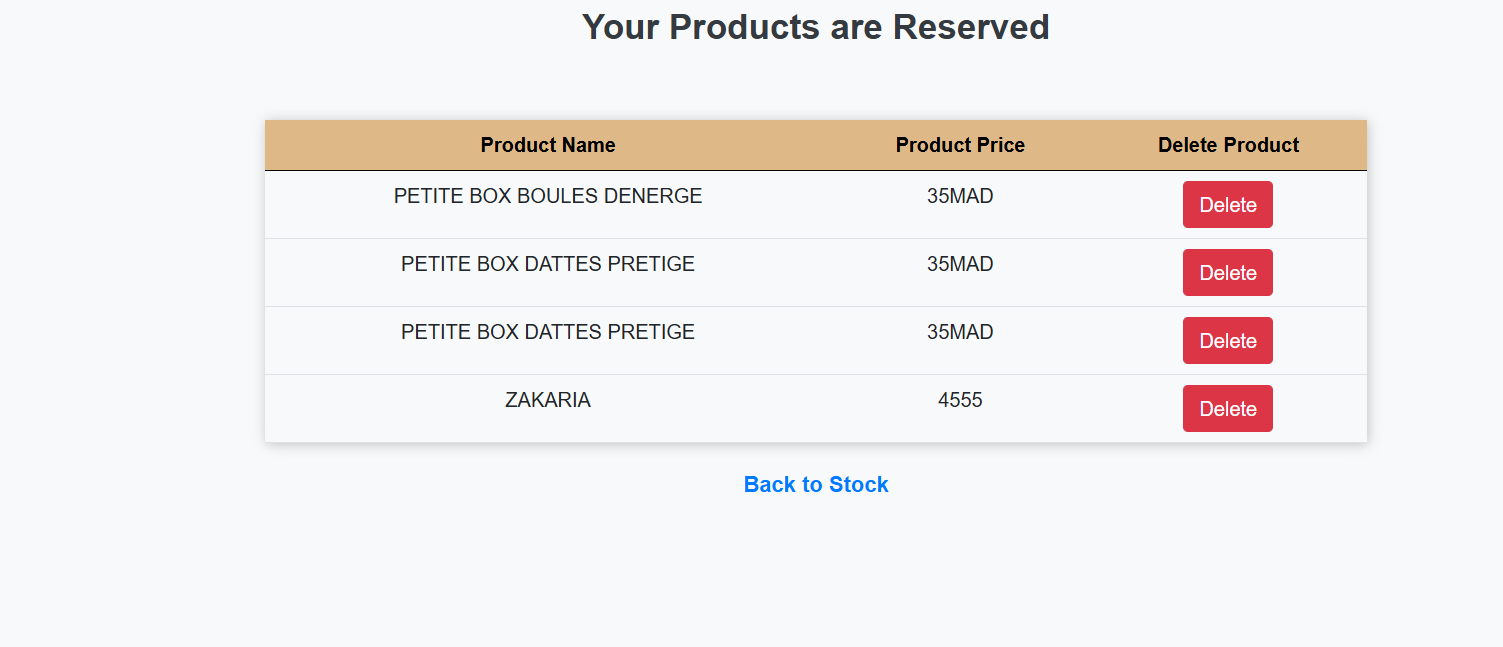 Your Products are Reserved
Product Name Product Price Delete Product
PETITE BOX BOULES DENERGE 35MAD Delete
PETITE BOX DATTES PRETIGE 35MAD Delete
PETITE BOX DATTES PRETIGE 35MAD Delete
ZAKARIA 4555 Delete
Back to Stock